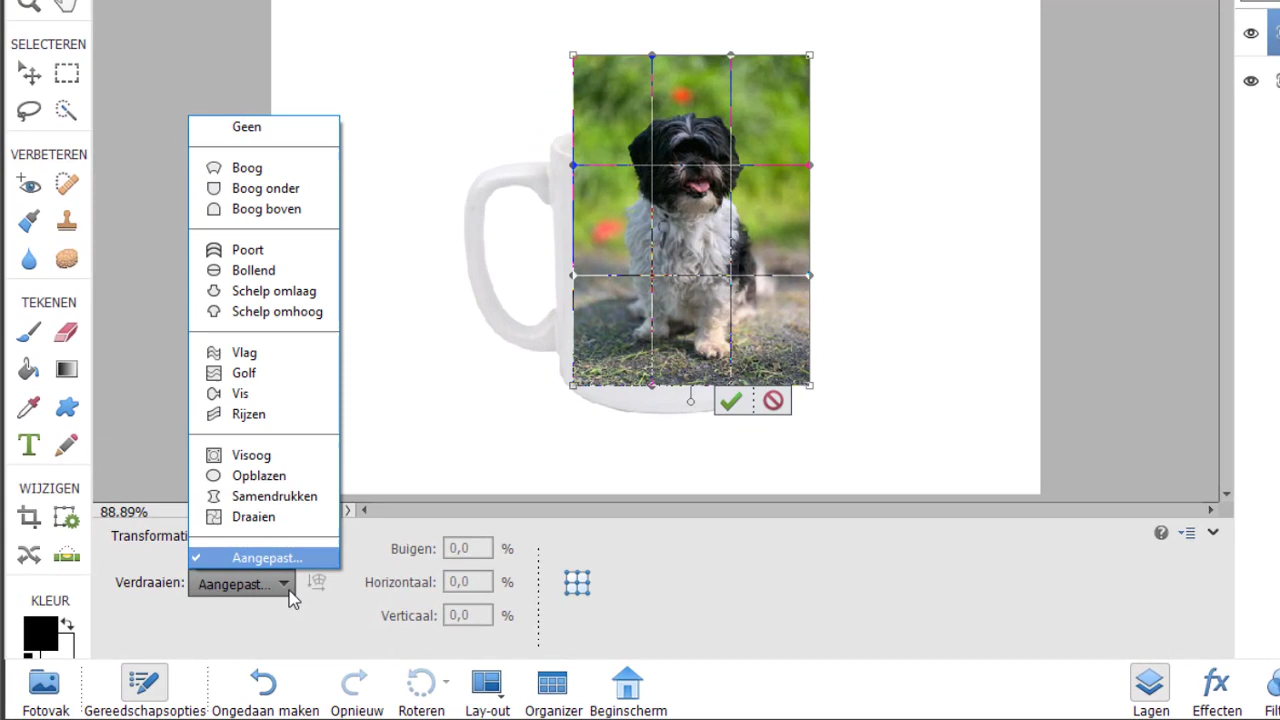 SELECTEREN
VERBETEREN
TEKENEN
WIJZIGEN
KLEUR
Geen
Boog
Boog onder
Boog boven
Poort
Bollend
Schelp omlaag
Schelp omhoog
Vlag
Golf
Vis
Rijzen
Visoog
Opblazen
Samendrukken
Draaien
Aangepast...
88.89%
Transformati
Verdraaien: Aangepast...
Buigen: 0,0 %
Horizontaal: 0,0 %
Verticaal: 0,0 %
Fotovak
Gereedschapsopties
Ongedaan maken
Opnieuw
Roteren
Lay-out
Organizer
Beginscherm
Lagen
fx
Effecten
Filt